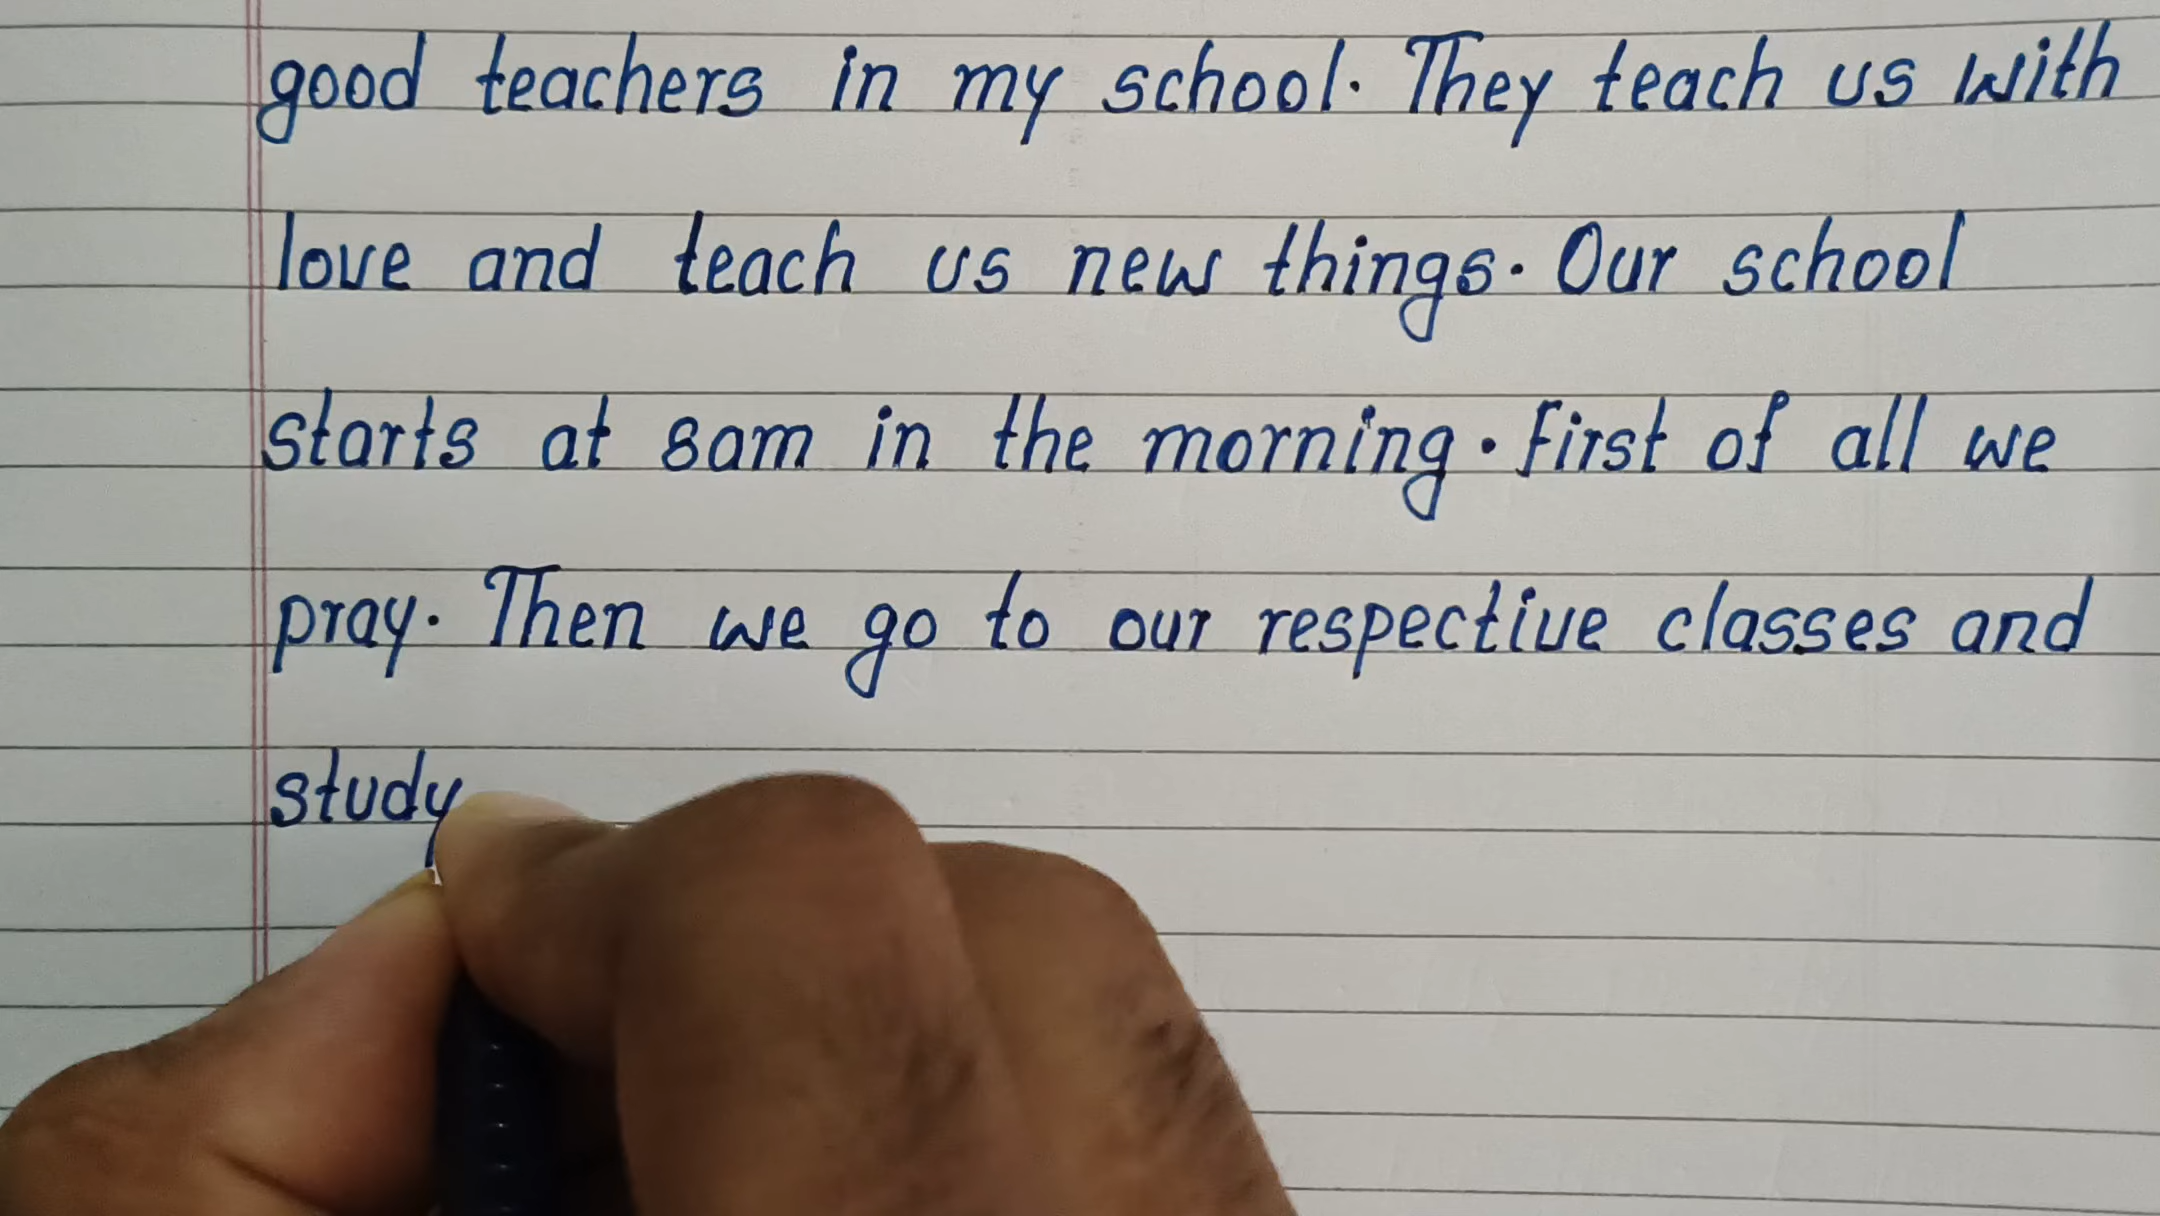 good teachers in my school. They teach us with
love and teach us new things. Our school
starts at 8am in the morning. First of all we
pray. Then we go to our respective classes and
study